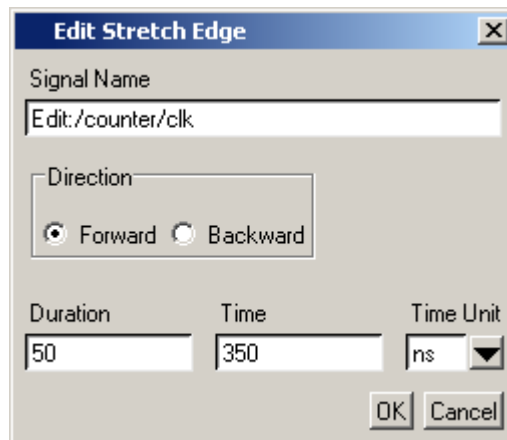 Edit Stretch Edge
Signal Name
Edit:/counter/clk
Direction
Forward Backward
Duration Time Time Unit
50 350 ns
OK Cancel